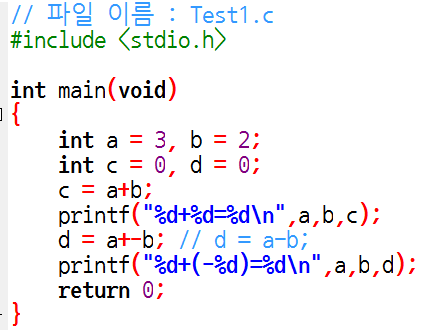 // 파일 이름 : Test1.c
#include <stdio.h>
int main(void)
{
int a = 3, b = 2;
int c = 0, d = 0;
c = a+b;
printf("%d+%d=%d\n",a,b,c);
d = a+-b; // d = a-b;
printf("%d+(-%d)=%d\n",a,b,d);
return 0;
}